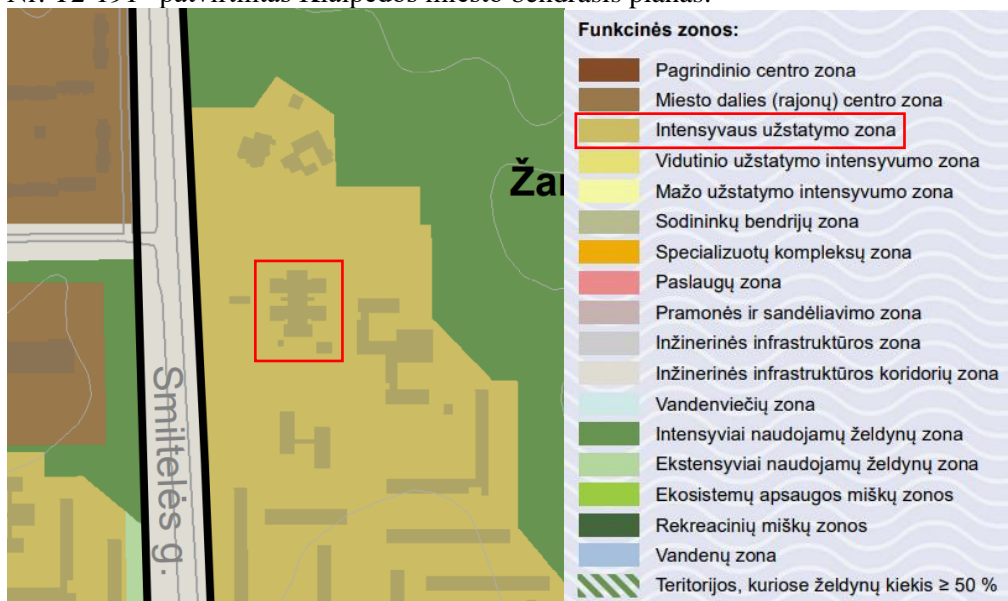 Nr. T2-191 patvirtintas Klaipėdos miesto bendrasis planas.
Funkcinės zonos:
Pagrindinio centro zona
Miesto dalies (rajonų) centro zona
Intensyvaus užstatymo zona
Vidutinio užstatymo intensyvumo zona
Mažo užstatymo intensyvumo zona
Sodininkų bendrijų zona
Specializuotų kompleksų zona
Paslaugų zona
Pramonės ir sandėliavimo zona
Inžinerinės infrastruktūros zona
Inžinerinės infrastruktūros koridorių zona
Vandenviečių zona
Intensyviai naudojamų želdynų zona
Ekstensyviai naudojamų želdynų zona
Ekosistemų apsaugos miškų zonos
Rekreacinių miškų zonos
Vandenų zona
Teritorijos, kuriose želdynų kiekis ≥ 50 %
Smiltelės g.